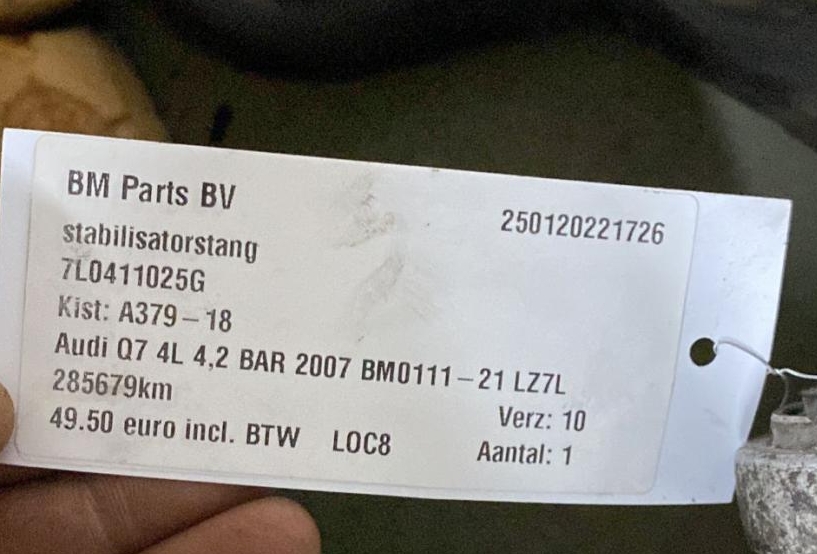 BM Parts BV
250120221726
stabilisatorstang
7L0411025G
Kist: A379-18
Audi Q7 4L 4,2 BAR 2007 BM0111-21 LZ7L
285679km
Verz: 10
49.50 euro incl. BTW LOC8
Aantal: 1